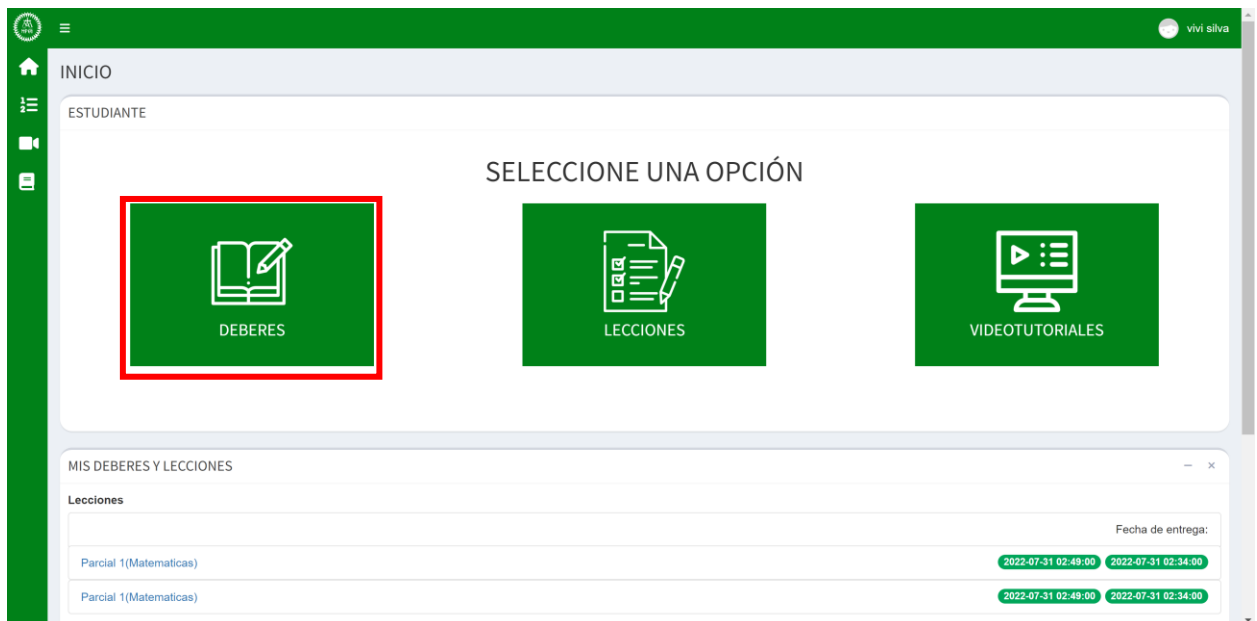 vivi silva
INICIO
ESTUDIANTE
SELECCIONE UNA OPCIÓN
DEBERES
LECCIONES
VIDEOTUTORIALES
MIS DEBERES Y LECCIONES
Lecciones
Fecha de entrega:
Parcial 1(Matematicas) 2022-07-31 02:49:00 2022-07-31 02:34:00
Parcial 1(Matematicas) 2022-07-31 02:49:00 2022-07-31 02:34:00